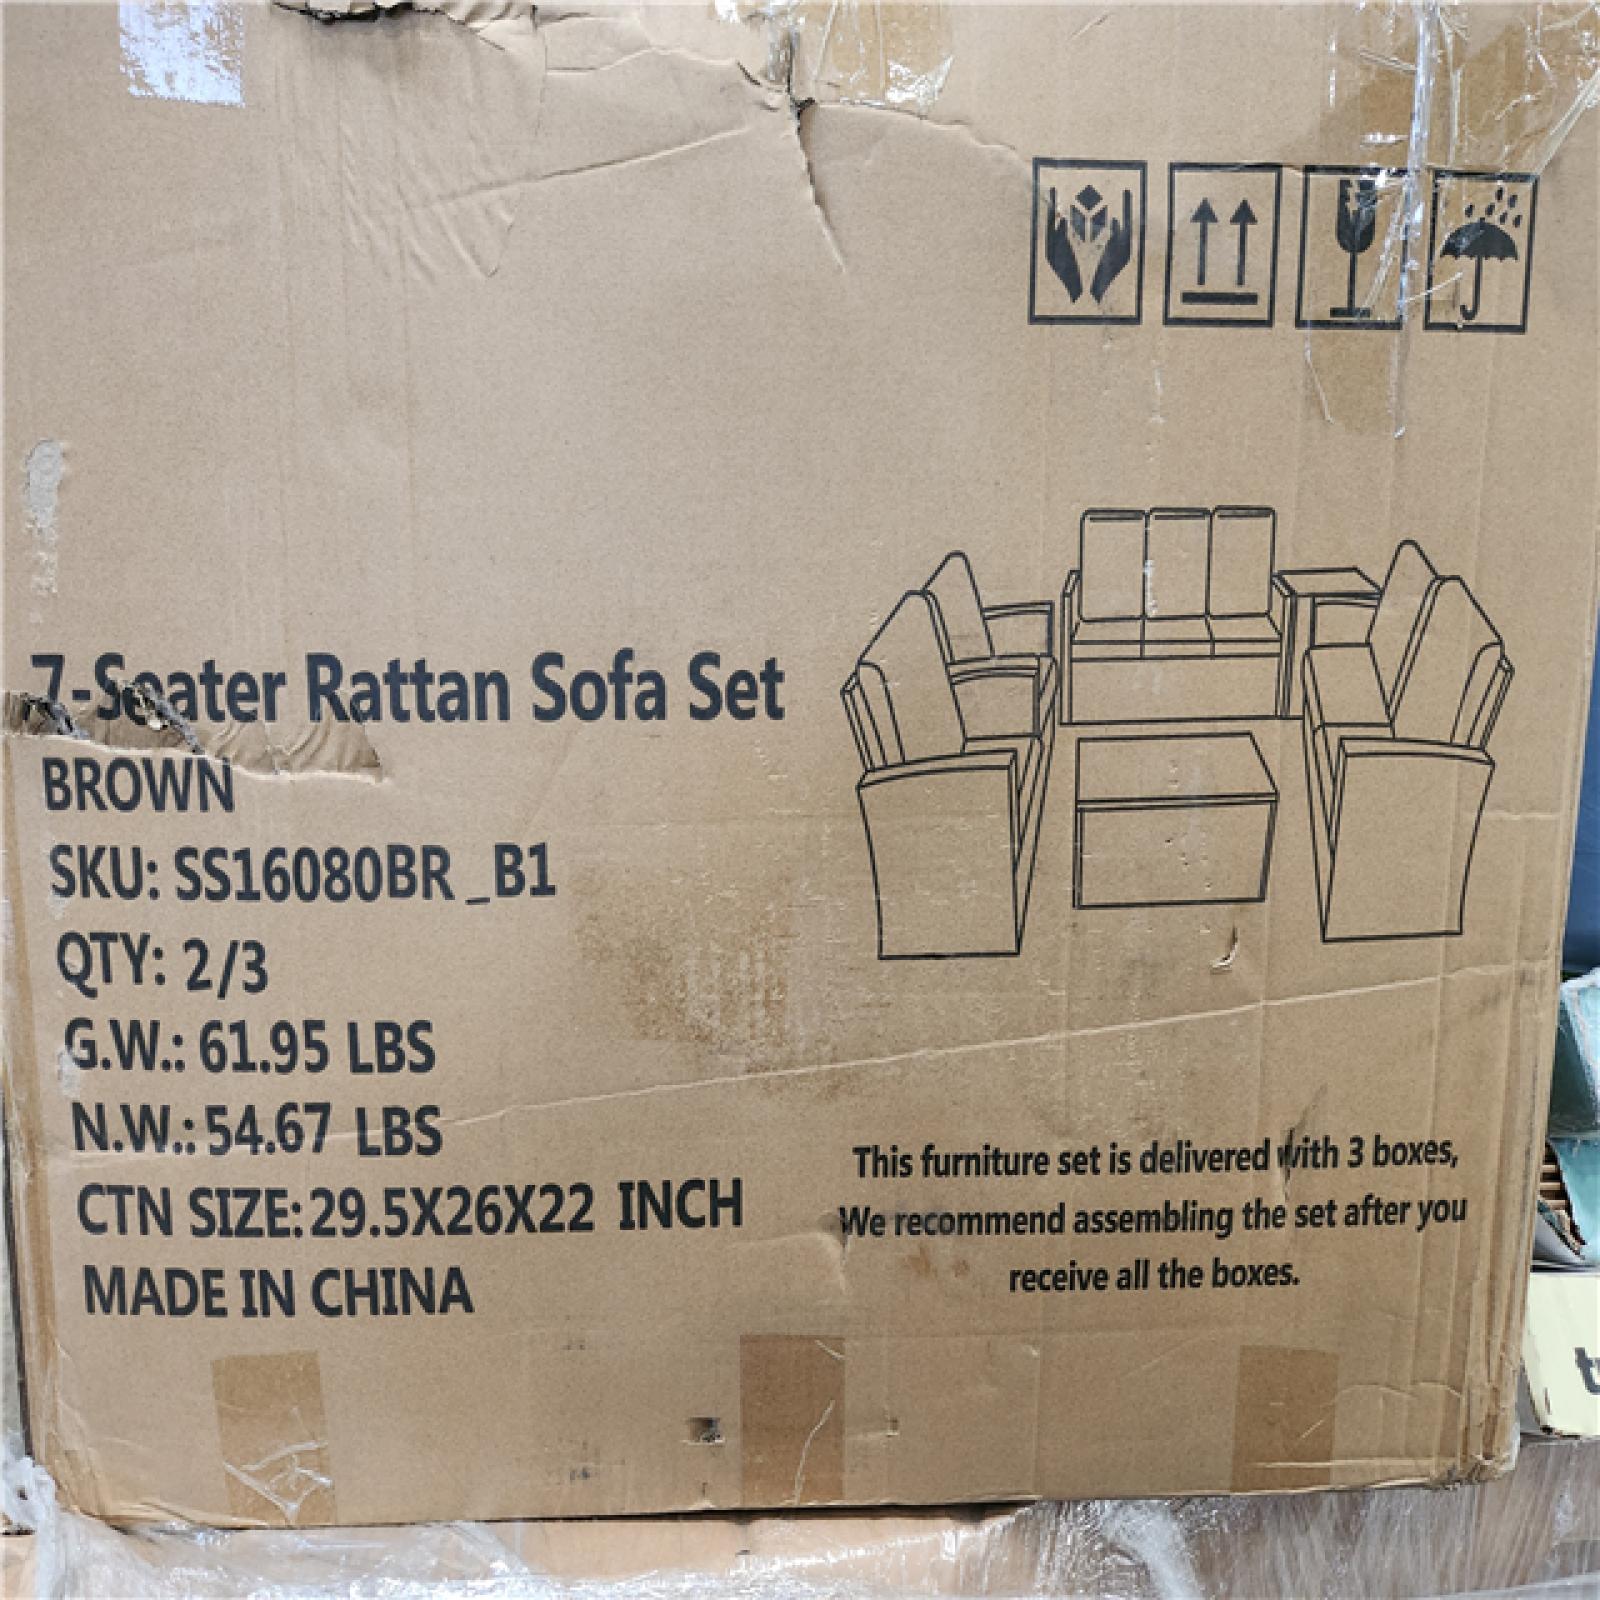 7-Seater Rattan Sofa Set
BROWN
SKU: SS16080BR_B1
QTY: 2/3
G.W.: 61.95 LBS
N.W.: 54.67 LBS
CTN SIZE: 29.5X26X22 INCH
MADE IN CHINA
This furniture set is delivered with 3 boxes,
We recommend assembling the set after you
receive all the boxes.